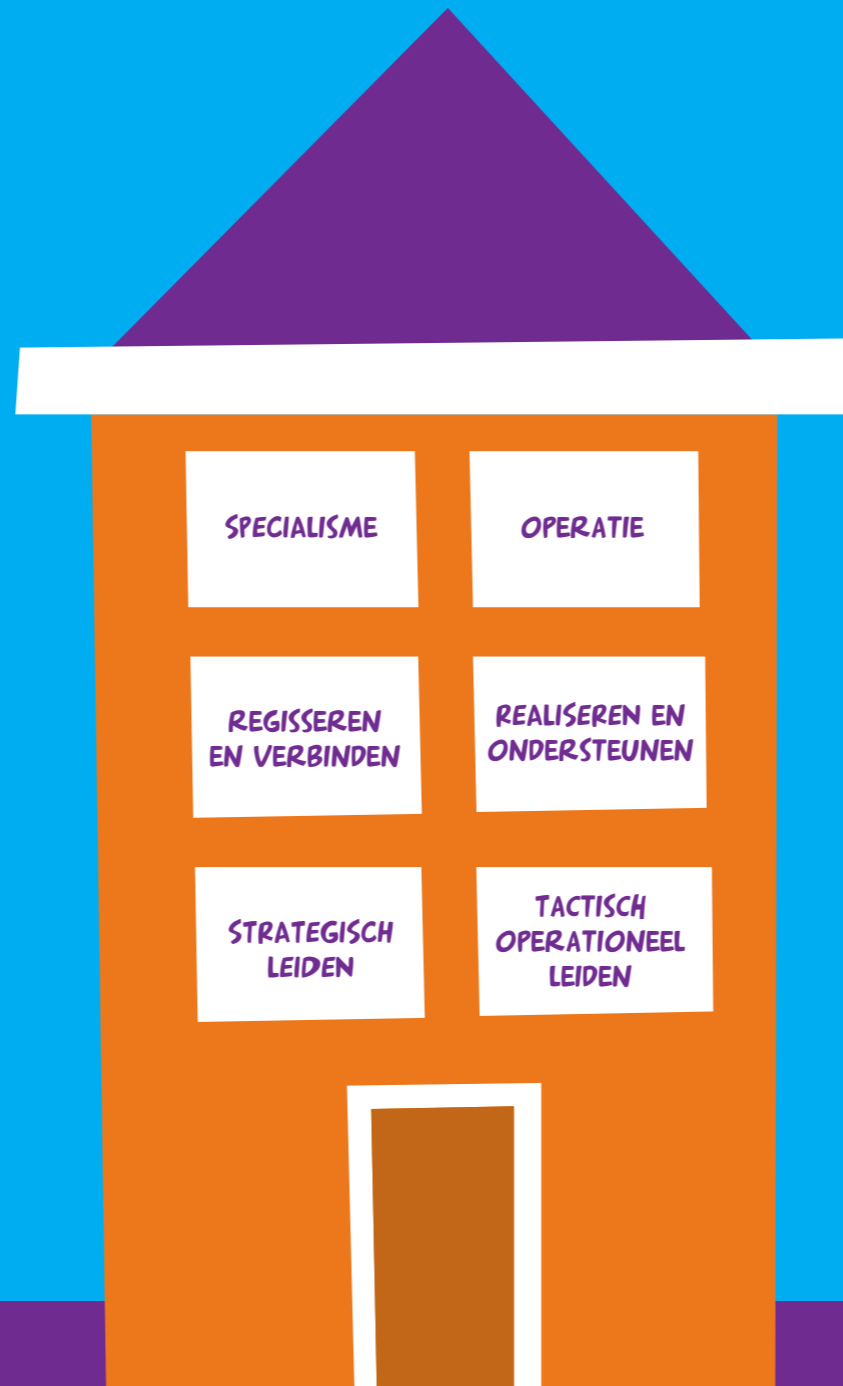 SPECIALISME
OPERATIE
REGISSEREN
EN VERBINDEN
REALISEREN EN
ONDERSTEUNEN
STRATEGISCH
LEIDEN
TACTISCH
OPERATIONEEL
LEIDEN